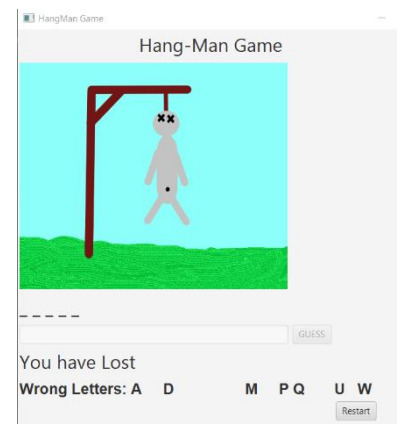 HangMan Game
Hang-Man Game
_ _ _ _ _
GUESS
You have Lost
Wrong Letters: A D M P Q U W
Restart